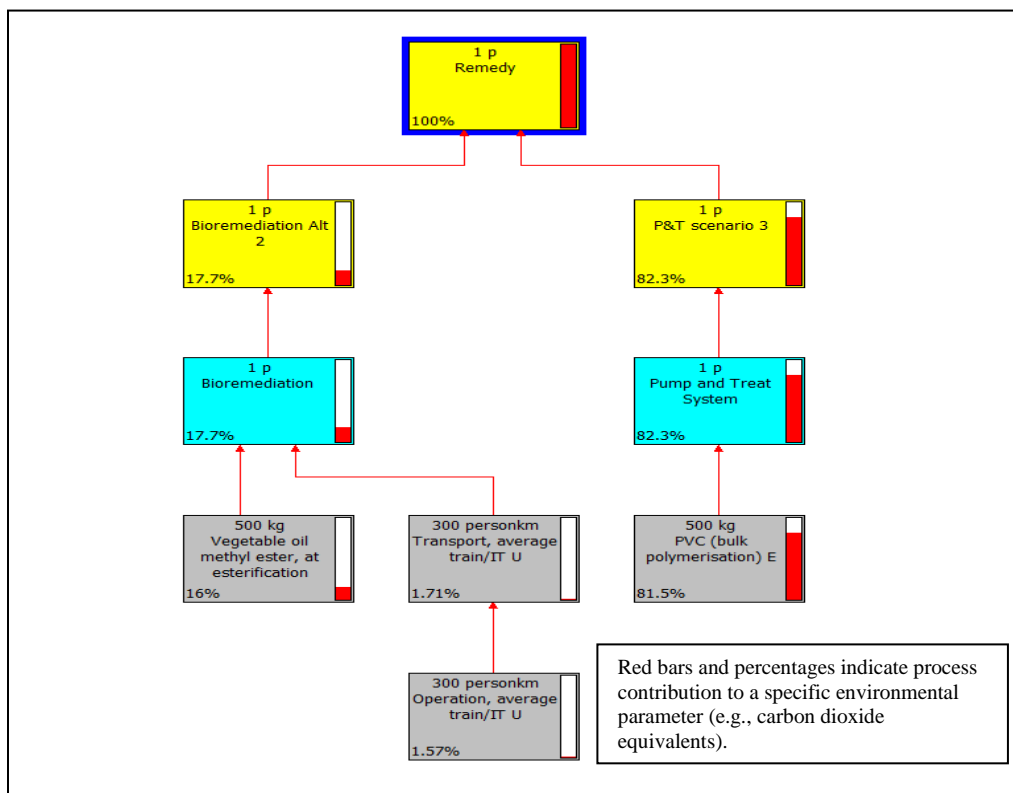 1 p
Remedy
100%
1 p
Bioremediation Alt
2
17.7%
1 p
P&T scenario 3
82.3%
1 p
Bioremediation
17.7%
1 p
Pump and Treat
System
82.3%
500 kg
Vegetable oil
methyl ester, at
esterification
16%
300 personkm
Transport, average
train/IT U
1.71%
500 kg
PVC (bulk
polymerisation) E
81.5%
300 personkm
Operation, average
train/IT U
1.57%
Red bars and percentages indicate process
contribution to a specific environmental
parameter (e.g., carbon dioxide
equivalents).